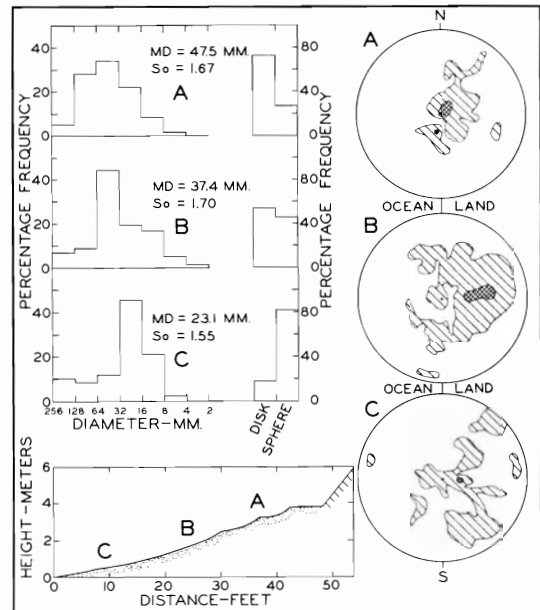 N
40
20
0
PERCENTAGE FREQUENCY
MD = 47.5 MM.
So = 1.67
A
80
40
0
PERCENTAGE FREQUENCY
A
40
20
0
MD = 37.4 MM.
So = 1.70
B
80
40
0
OCEAN LAND
B
40
20
0
MD = 23.1 MM.
So = 1.55
C
80
40
0
OCEAN LAND
C
256 128 64 32 16 8 4 2
DIAMETER-MM.
DISK
SPHERE
HEIGHT-METERS
6
4
2
0
A
B
C
0 10 20 30 40 50
DISTANCE-FEET
S